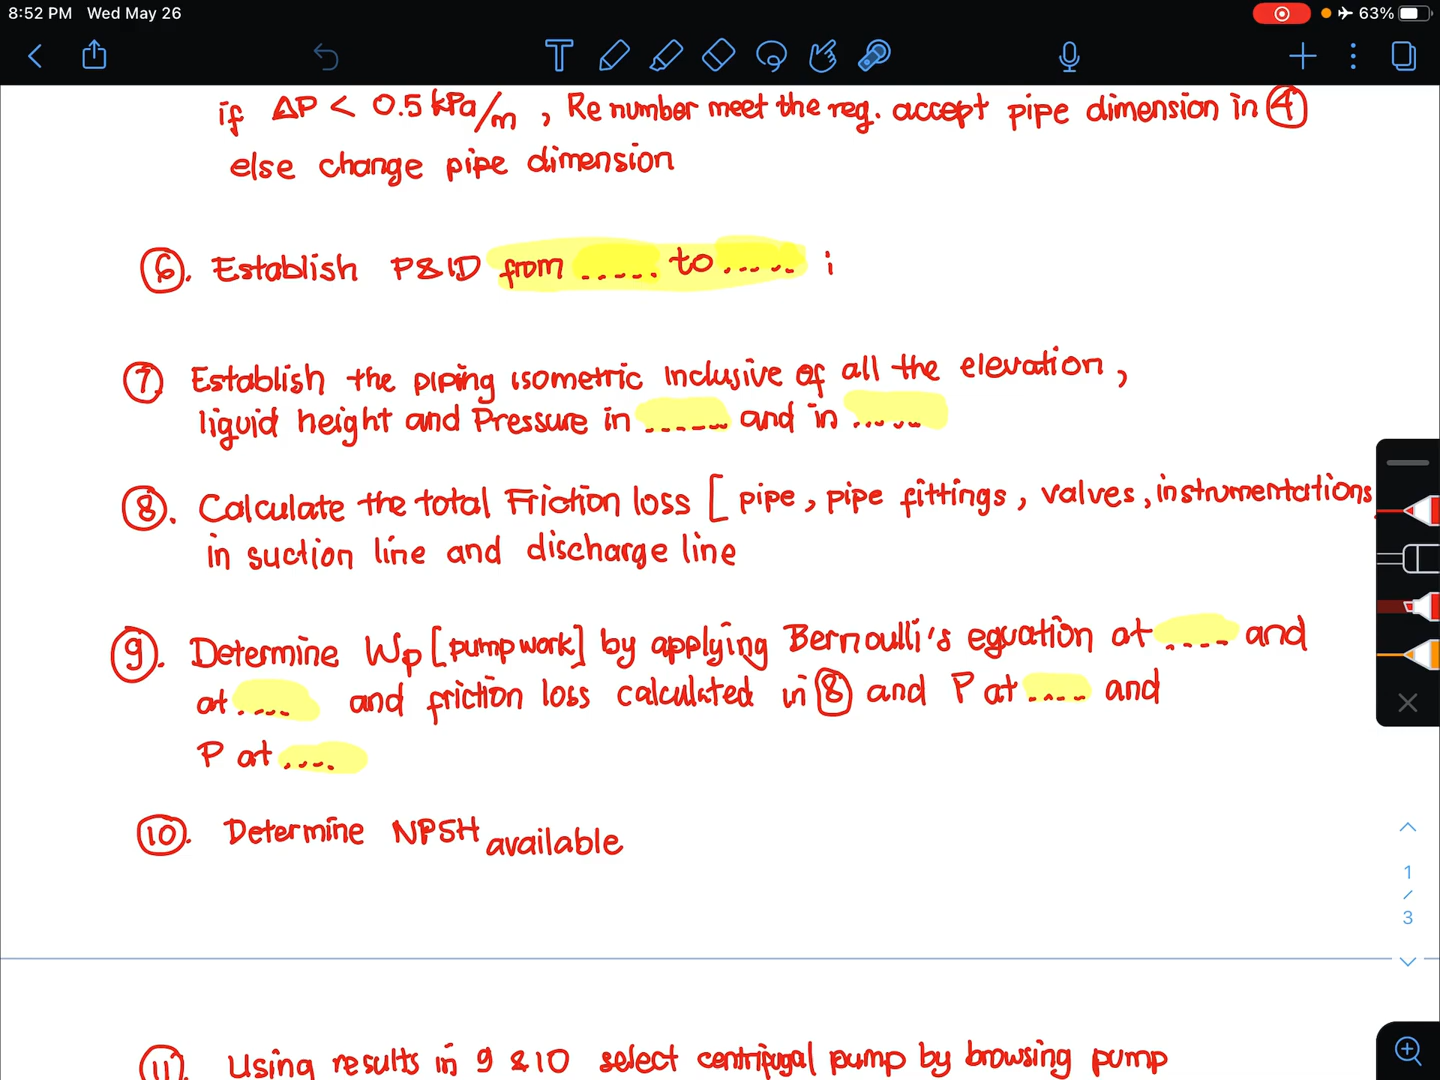 8:52 PM Wed May 26
63%
if ΔP < 0.5 kPa/m , Re number meet the req. accept pipe dimension in ④
else change pipe dimension
⑥. Establish P&ID from ..... to ..... ;
⑦. Establish the piping isometric inclusive of all the elevation,
liquid height and Pressure in ...... and in .....
⑧. Calculate the total Friction loss [ pipe, pipe fittings, valves, instrumentations
in suction line and discharge line
⑨. Determine Wp [pump work] by applying Bernoulli's equation at .... and
at .... and friction loss calculated in ⑧ and P at .... and
P at ....
⑩. Determine NPSH available
1
/
3
⑪. Using results in 9 & 10 select centrifugal pump by browsing pump